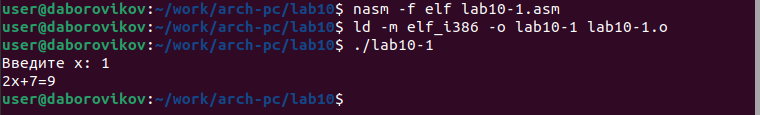 user@daborovikov:~/work/arch-pc/lab10$ nasm -f elf lab10-1.asm
user@daborovikov:~/work/arch-pc/lab10$ ld -m elf_i386 -o lab10-1 lab10-1.o
user@daborovikov:~/work/arch-pc/lab10$ ./lab10-1
Введите x: 1
2x+7=9
user@daborovikov:~/work/arch-pc/lab10$